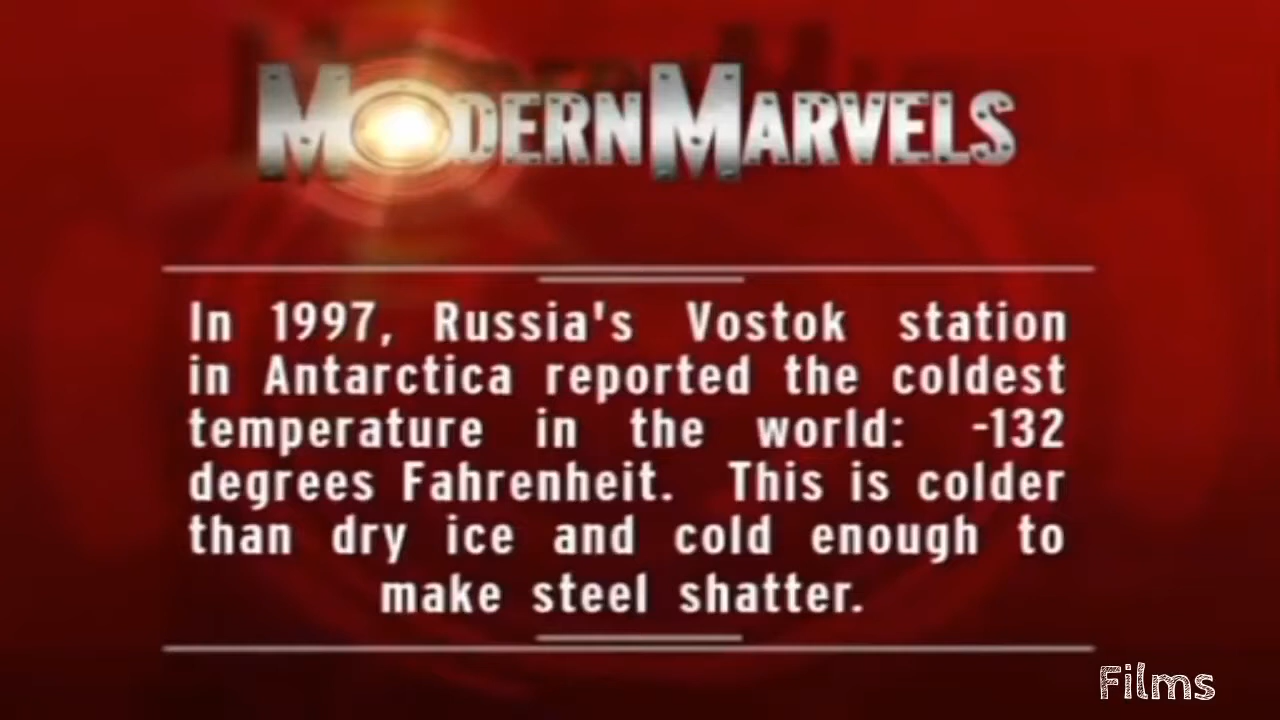 MODERN MARVELS
In 1997, Russia's Vostok station
in Antarctica reported the coldest
temperature in the world: -132
degrees Fahrenheit. This is colder
than dry ice and cold enough to
make steel shatter.
Films